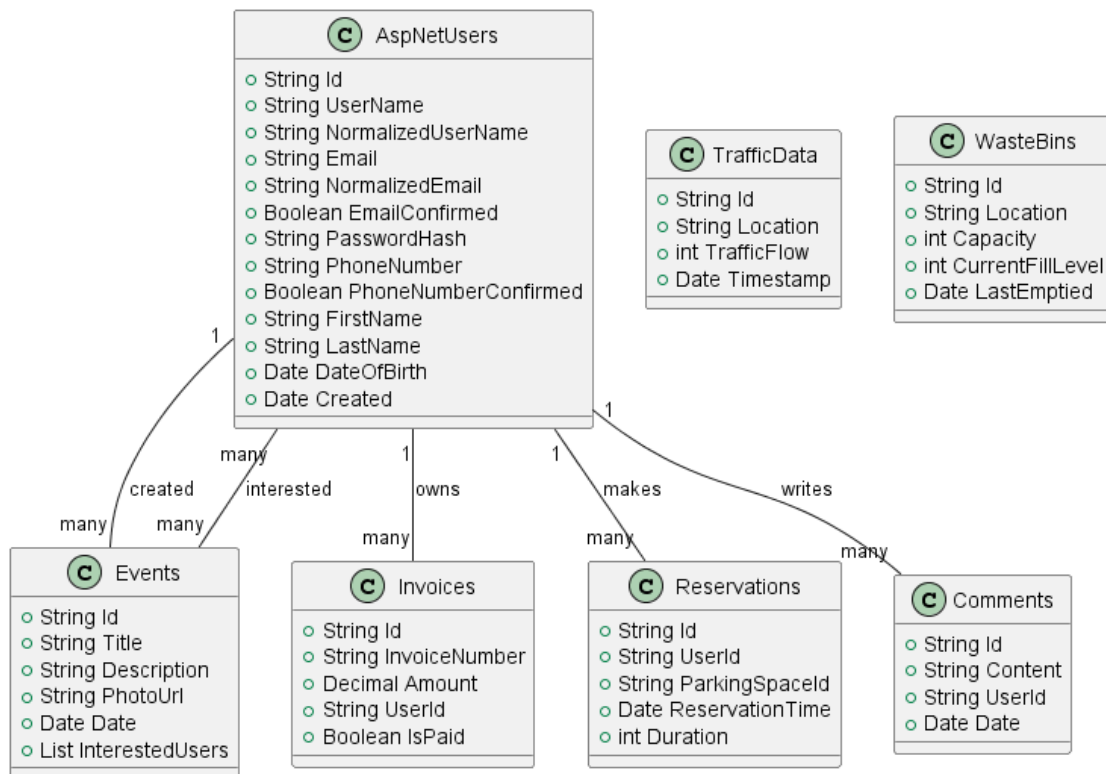 C AspNetUsers
String Id
String UserName
String NormalizedUserName
String Email
String NormalizedEmail
Boolean EmailConfirmed
String PasswordHash
String PhoneNumber
Boolean PhoneNumberConfirmed
String FirstName
String LastName
Date DateOfBirth
Date Created
C TrafficData
String Id
String Location
int TrafficFlow
Date Timestamp
C WasteBins
String Id
String Location
int Capacity
int CurrentFillLevel
Date LastEmptied
1
created
many
many
interested
many
1
owns
many
1
makes
many
1
writes
many
C Events
String Id
String Title
String Description
String PhotoUrl
Date Date
List InterestedUsers
C Invoices
String Id
String InvoiceNumber
Decimal Amount
String UserId
Boolean IsPaid
C Reservations
String Id
String UserId
String ParkingSpaceId
Date ReservationTime
int Duration
C Comments
String Id
String Content
String UserId
Date Date